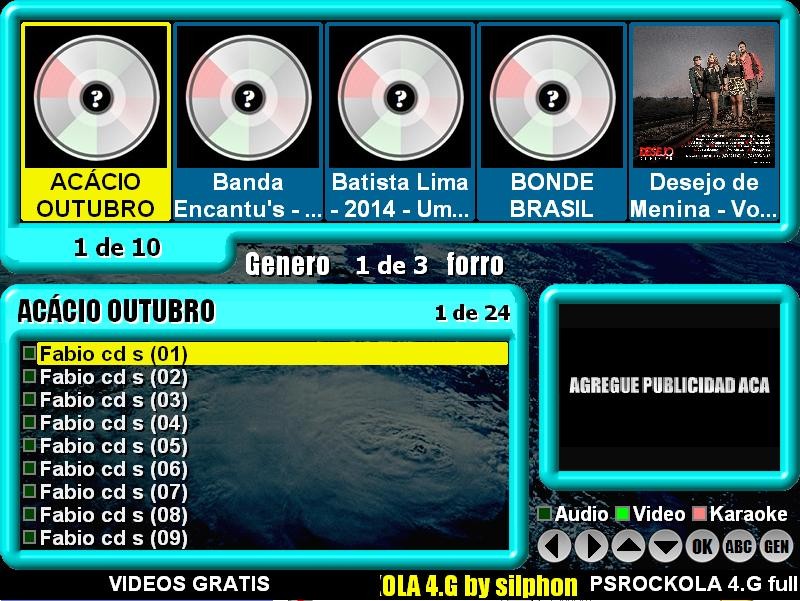 ?
?
?
?
DESEJO
ACÁCIO
OUTUBRO
Banda
Encantu's - ...
Batista Lima
- 2014 - Um...
BONDE
BRASIL
Desejo de
Menina - Vo...
1 de 10
Genero 1 de 3 forro
ACÁCIO OUTUBRO 1 de 24
Fabio cd s (01)
Fabio cd s (02)
Fabio cd s (03)
Fabio cd s (04)
Fabio cd s (05)
Fabio cd s (06)
Fabio cd s (07)
Fabio cd s (08)
Fabio cd s (09)
AGREGUE PUBLICIDAD ACA
Audio Video Karaoke
OK ABC GEN
VIDEOS GRATIS
OLA 4.G by silphon
PSROCKOLA 4.G full